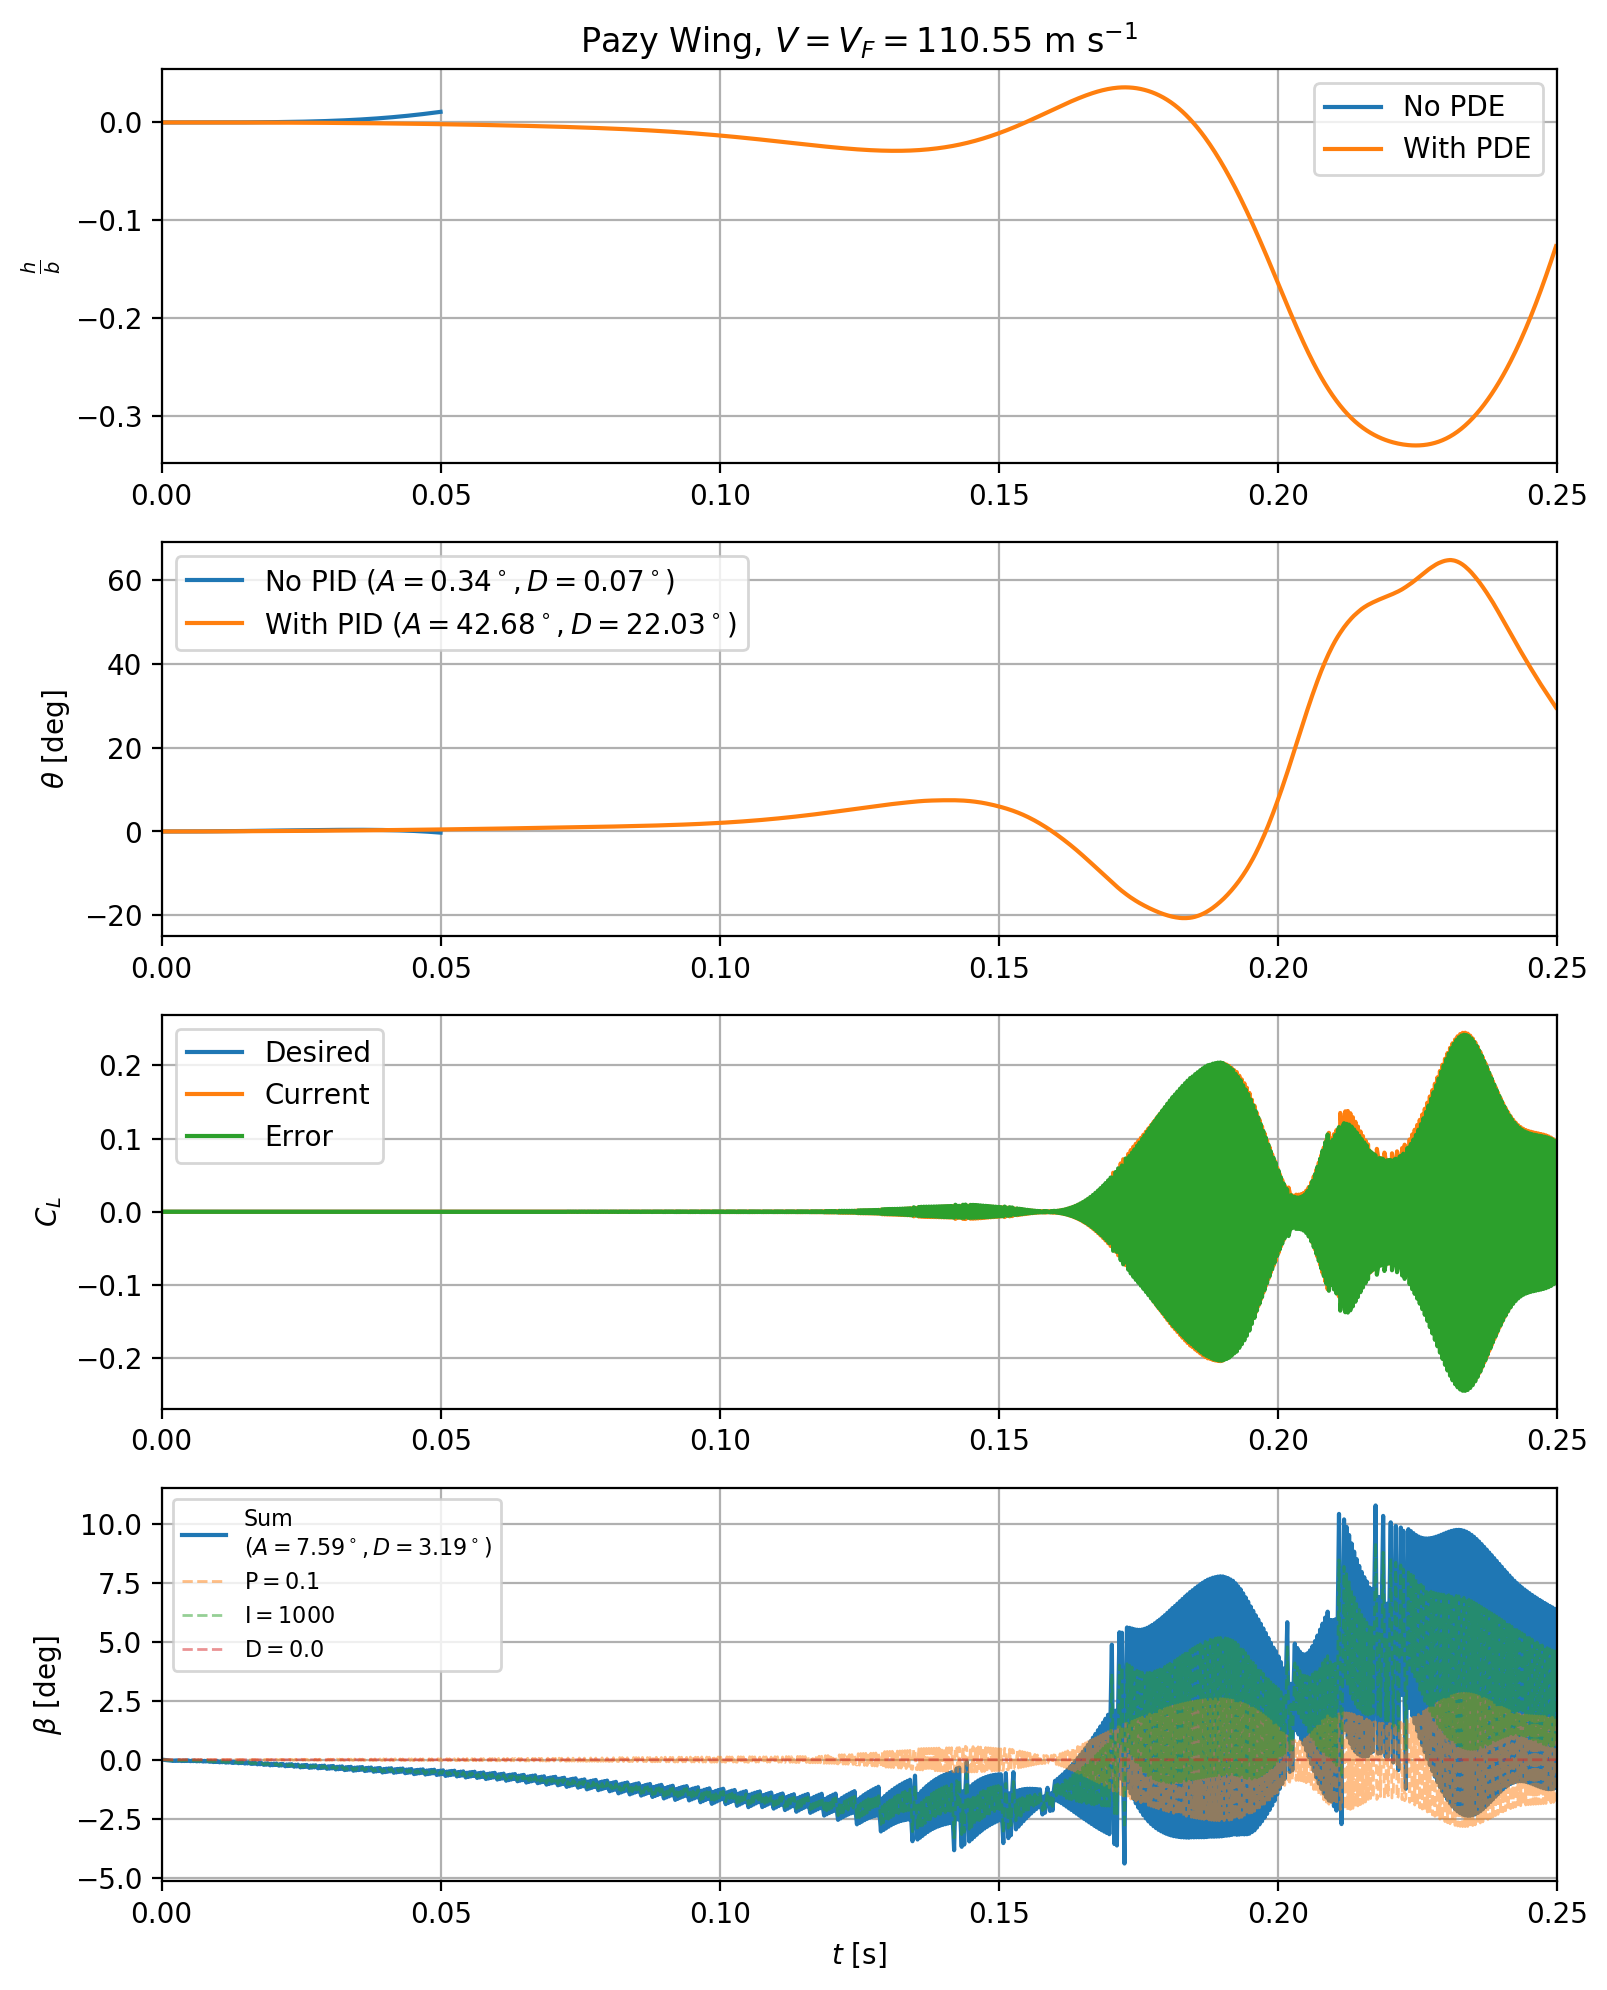 Pazy Wing, V = V_F = 110.55 m s⁻¹
0.0
−0.1
−0.2
−0.3
h/b
No PDE
With PDE
0.00 0.05 0.10 0.15 0.20 0.25
60
40
20
0
−20
θ [deg]
No PID (A = 0.34°, D = 0.07°)
With PID (A = 42.68°, D = 22.03°)
0.00 0.05 0.10 0.15 0.20 0.25
0.2
0.1
0.0
−0.1
−0.2
C_L
Desired
Current
Error
0.00 0.05 0.10 0.15 0.20 0.25
10.0
7.5
5.0
2.5
0.0
−2.5
−5.0
β [deg]
Sum
(A = 7.59°, D = 3.19°)
P = 0.1
I = 1000
D = 0.0
0.00 0.05 0.10 0.15 0.20 0.25
t [s]